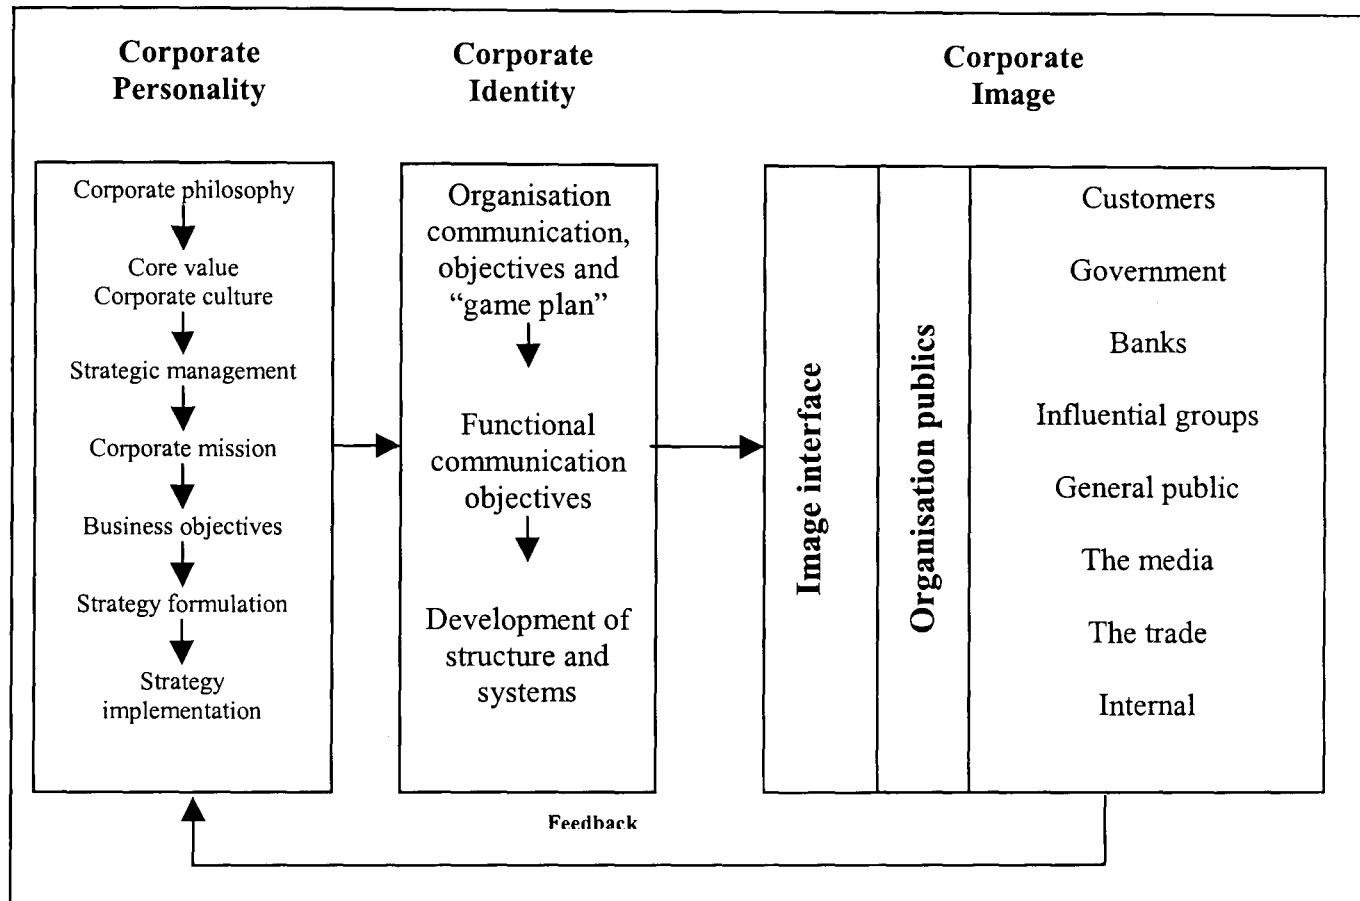 Corporate
Personality
Corporate
Identity
Corporate
Image
Corporate philosophy
Core value
Corporate culture
Strategic management
Corporate mission
Business objectives
Strategy formulation
Strategy
implementation
Organisation
communication,
objectives and
“game plan”
Functional
communication
objectives
Development of
structure and
systems
Image interface
Organisation publics
Customers
Government
Banks
Influential groups
General public
The media
The trade
Internal
Feedback